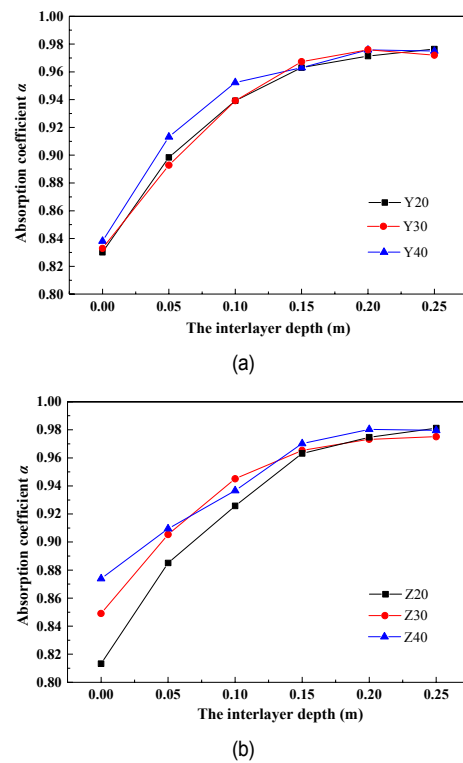 1.00
0.98
0.96
0.94
0.92
0.90
0.88
0.86
0.84
0.82
0.80
Absorption coefficient α
Y20
Y30
Y40
0.00 0.05 0.10 0.15 0.20 0.25
The interlayer depth (m)
(a)
1.00
0.98
0.96
0.94
0.92
0.90
0.88
0.86
0.84
0.82
0.80
Absorption coefficient α
Z20
Z30
Z40
0.00 0.05 0.10 0.15 0.20 0.25
The interlayer depth (m)
(b)